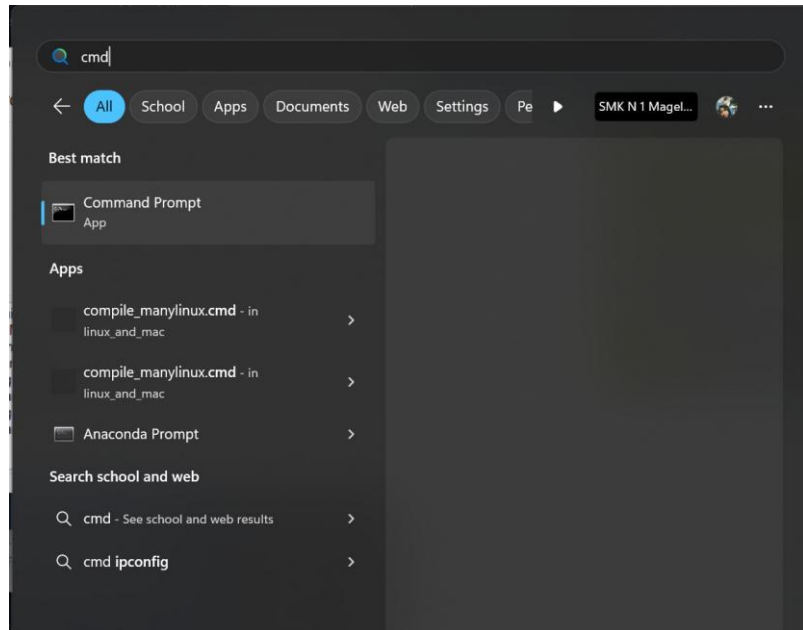 cmd
All School Apps Documents Web Settings Pe SMK N 1 Magel... ...
Best match
Command Prompt
App
Apps
compile_manylinux.cmd - in
linux_and_mac
compile_manylinux.cmd - in
linux_and_mac
Anaconda Prompt
Search school and web
cmd - See school and web results
cmd ipconfig